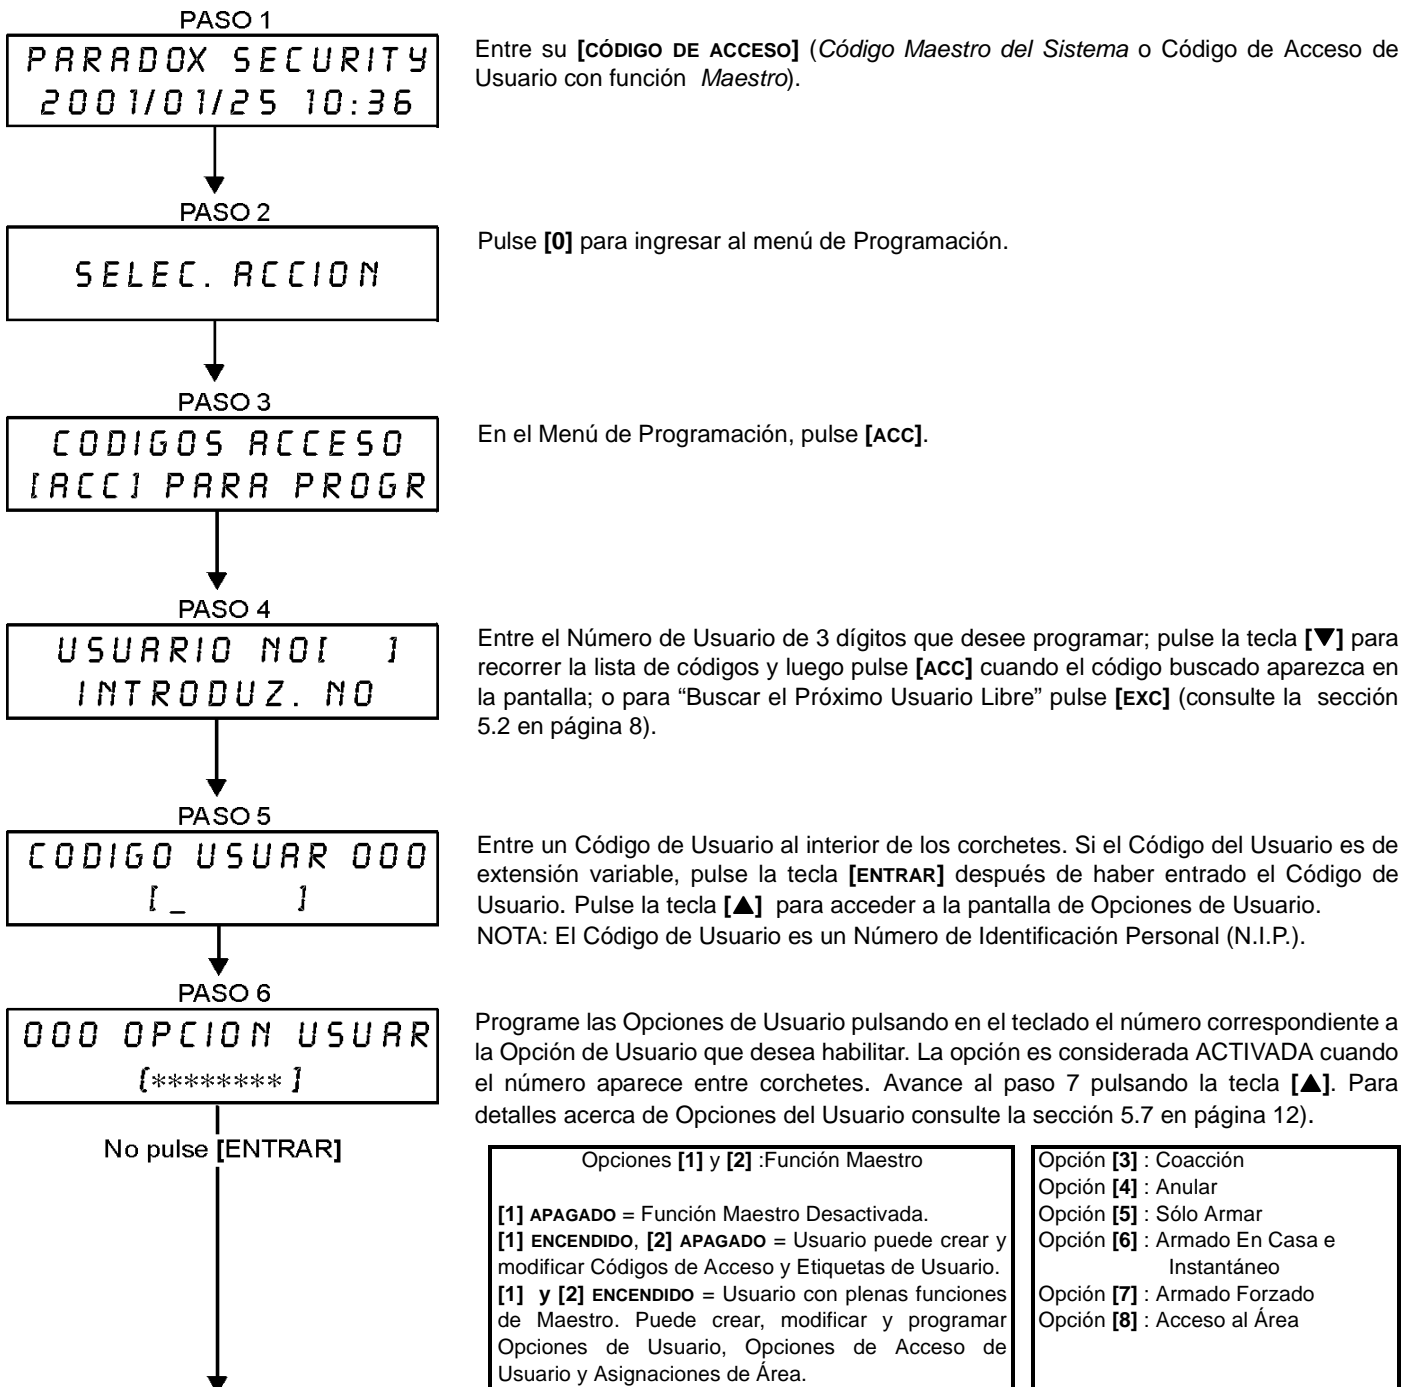 PASO 1
PARADOX SECURITY
2001/01/25 10:36
Entre su [CÓDIGO DE ACCESO] (Código Maestro del Sistema o Código de Acceso de
Usuario con función Maestro).
PASO 2
SELEC. ACCION
Pulse [0] para ingresar al menú de Programación.
PASO 3
CODIGOS ACCESO
[ACC] PARA PROGR
En el Menú de Programación, pulse [ACC].
PASO 4
USUARIO NO[ ]
INTRODUZ. NO
Entre el Número de Usuario de 3 dígitos que desee programar; pulse la tecla [▼] para
recorrer la lista de códigos y luego pulse [ACC] cuando el código buscado aparezca en
la pantalla; o para “Buscar el Próximo Usuario Libre” pulse [EXC] (consulte la sección
5.2 en página 8).
PASO 5
CODIGO USUAR 000
[_ ]
Entre un Código de Usuario al interior de los corchetes. Si el Código del Usuario es de
extensión variable, pulse la tecla [ENTRAR] después de haber entrado el Código de
Usuario. Pulse la tecla [▲] para acceder a la pantalla de Opciones de Usuario.
NOTA: El Código de Usuario es un Número de Identificación Personal (N.I.P.).
PASO 6
000 OPCION USUAR
[********]
No pulse [ENTRAR]
Programe las Opciones de Usuario pulsando en el teclado el número correspondiente a
la Opción de Usuario que desea habilitar. La opción es considerada ACTIVADA cuando
el número aparece entre corchetes. Avance al paso 7 pulsando la tecla [▲]. Para
detalles acerca de Opciones del Usuario consulte la sección 5.7 en página 12).
Opciones [1] y [2] :Función Maestro
[1] APAGADO = Función Maestro Desactivada.
[1] ENCENDIDO, [2] APAGADO = Usuario puede crear y
modificar Códigos de Acceso y Etiquetas de Usuario.
[1] y [2] ENCENDIDO = Usuario con plenas funciones
de Maestro. Puede crear, modificar y programar
Opciones de Usuario, Opciones de Acceso de
Usuario y Asignaciones de Área.
Opción [3] : Coacción
Opción [4] : Anular
Opción [5] : Sólo Armar
Opción [6] : Armado En Casa e
Instantáneo
Opción [7] : Armado Forzado
Opción [8] : Acceso al Área